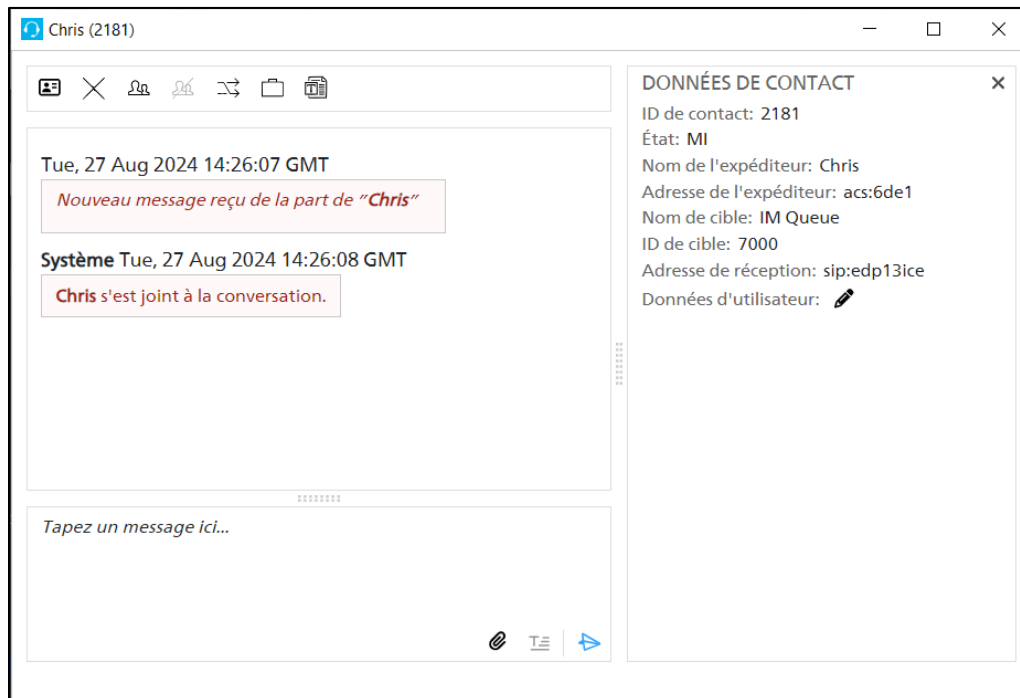 Chris (2181)
Tue, 27 Aug 2024 14:26:07 GMT
Nouveau message reçu de la part de "Chris"
Système Tue, 27 Aug 2024 14:26:08 GMT
Chris s'est joint à la conversation.
Tapez un message ici...
DONNÉES DE CONTACT
ID de contact: 2181
État: MI
Nom de l'expéditeur: Chris
Adresse de l'expéditeur: acs:6de1
Nom de cible: IM Queue
ID de cible: 7000
Adresse de réception: sip:edp13ice
Données d'utilisateur: